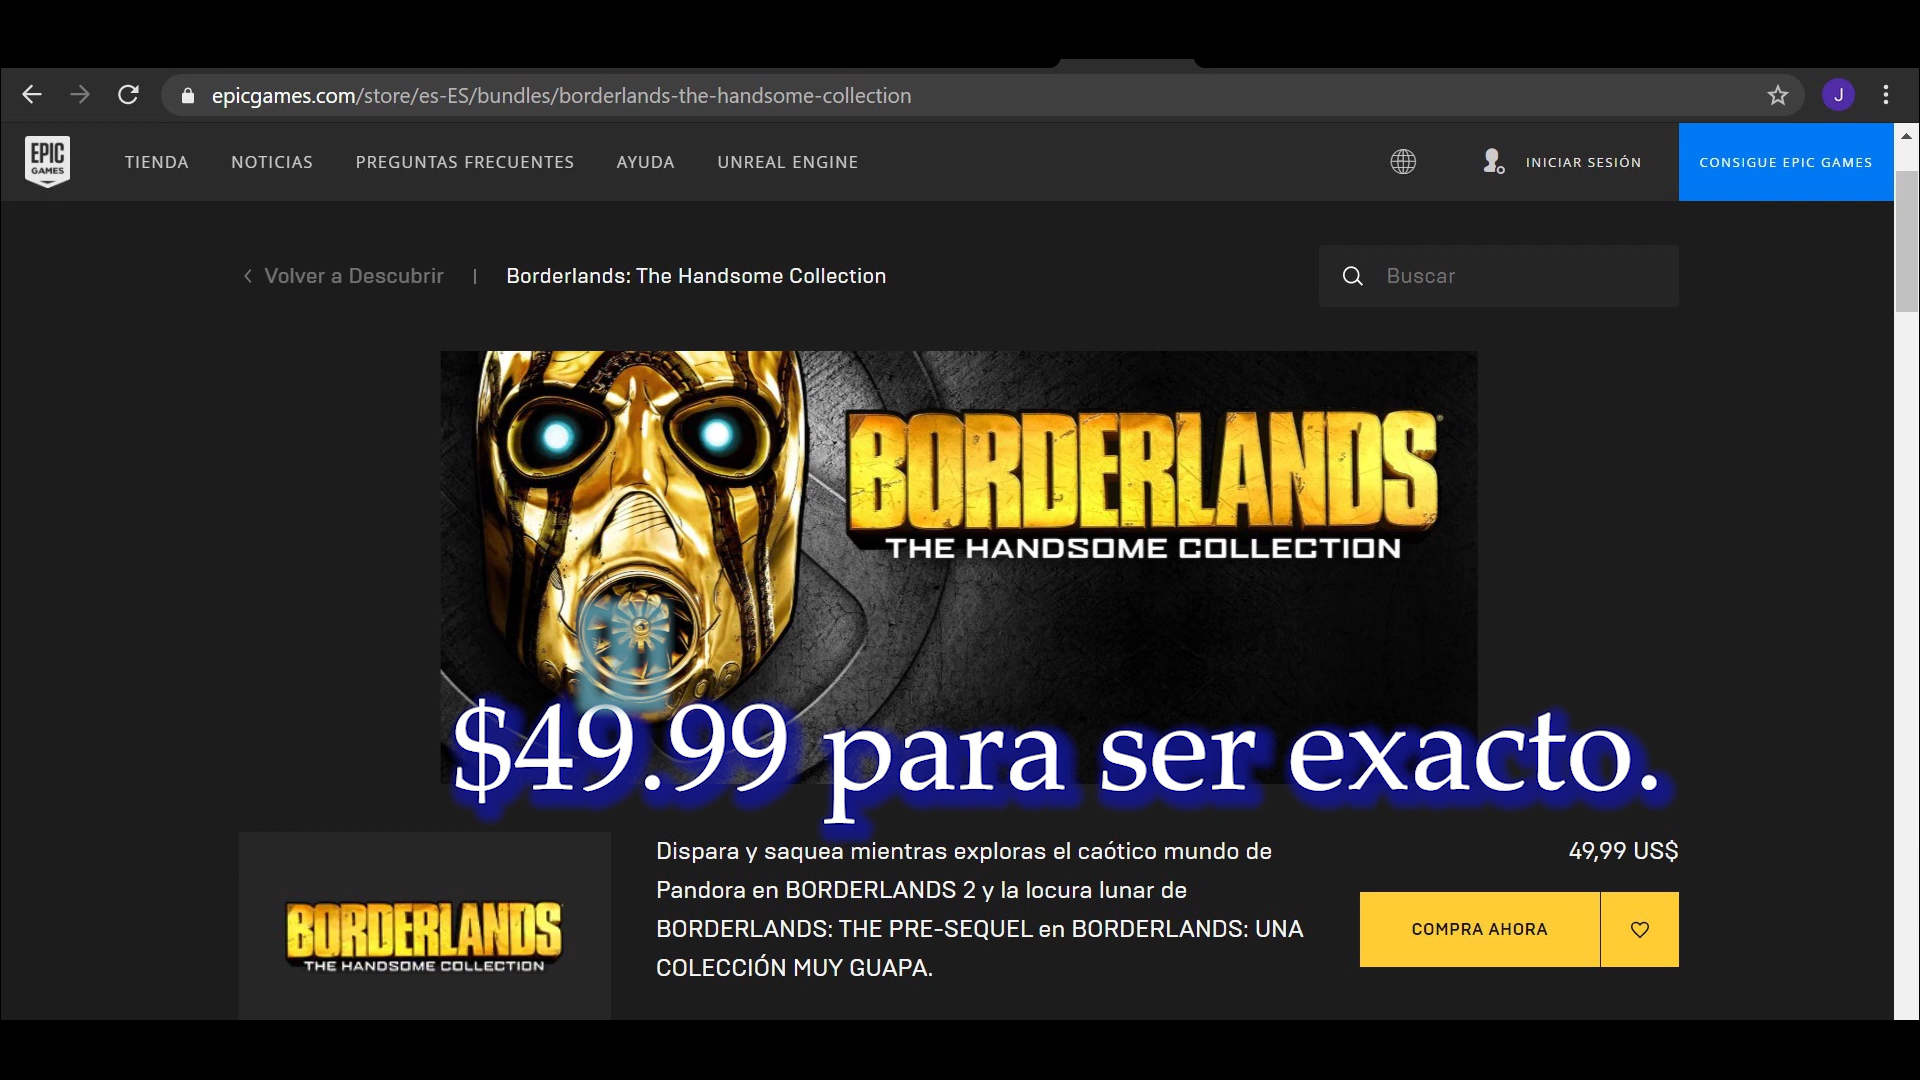 epicgames.com/store/es-ES/bundles/borderlands-the-handsome-collection
J
EPIC
GAMES
TIENDA
NOTICIAS
PREGUNTAS FRECUENTES
AYUDA
UNREAL ENGINE
INICIAR SESIÓN
CONSIGUE EPIC GAMES
Volver a Descubrir | Borderlands: The Handsome Collection
Buscar
BORDERLANDS
THE HANDSOME COLLECTION
$49.99 para ser exacto.
BORDERLANDS
THE HANDSOME COLLECTION
Dispara y saquea mientras exploras el caótico mundo de
Pandora en BORDERLANDS 2 y la locura lunar de
BORDERLANDS: THE PRE-SEQUEL en BORDERLANDS: UNA
COLECCIÓN MUY GUAPA.
49,99 US$
COMPRA AHORA